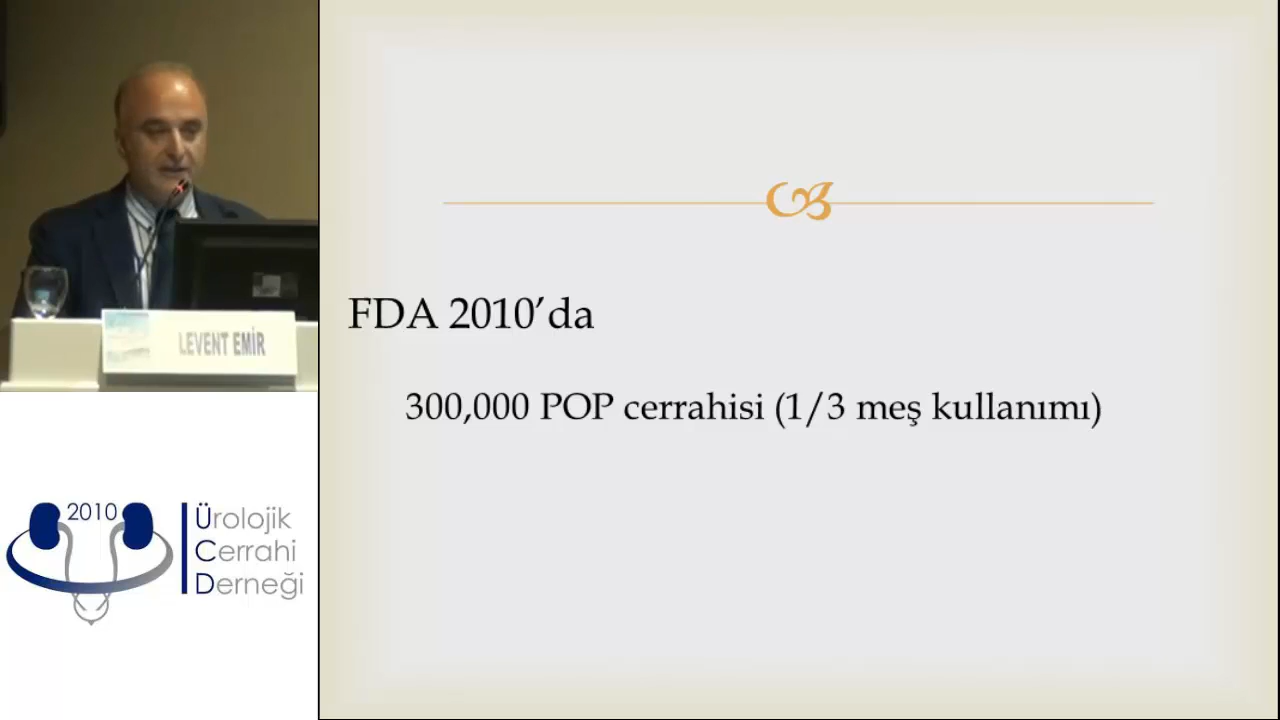 LEVENT EMİR
2010
Ürolojik
Cerrahi
Derneği
FDA 2010’da
300,000 POP cerrahisi (1/3 meş kullanımı)